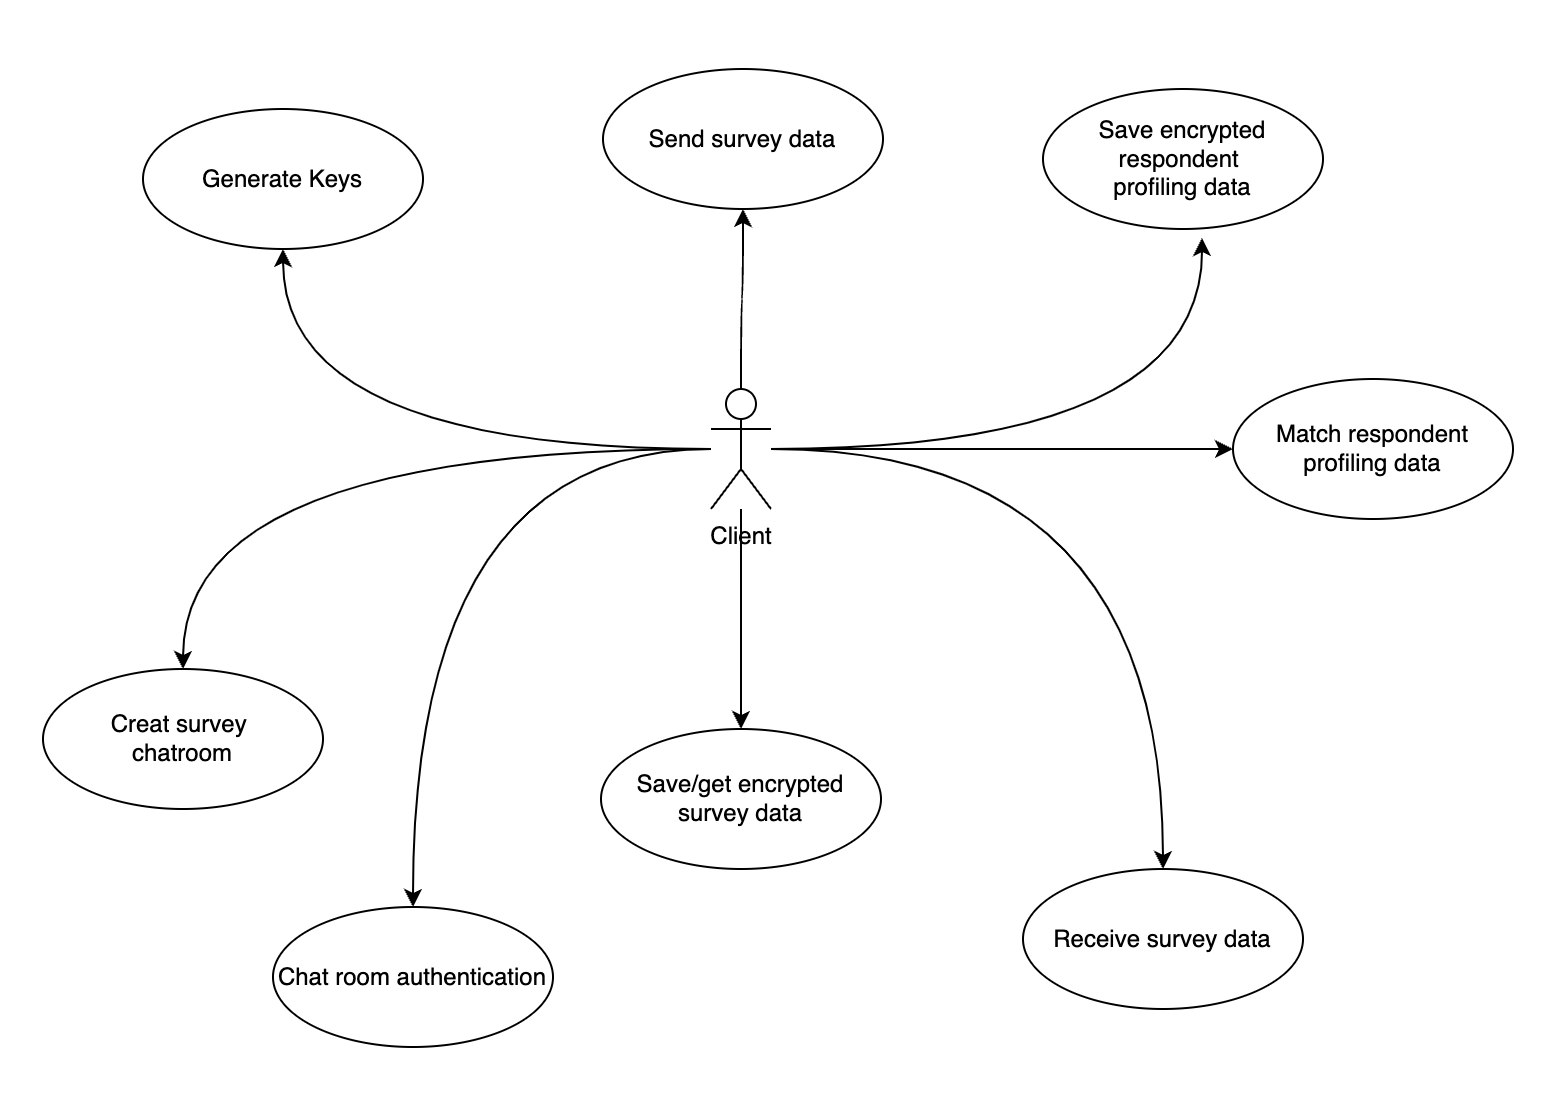 Send survey data
Save encrypted
respondent
profiling data
Generate Keys
Match respondent
profiling data
Client
Creat survey
chatroom
Save/get encrypted
survey data
Receive survey data
Chat room authentication